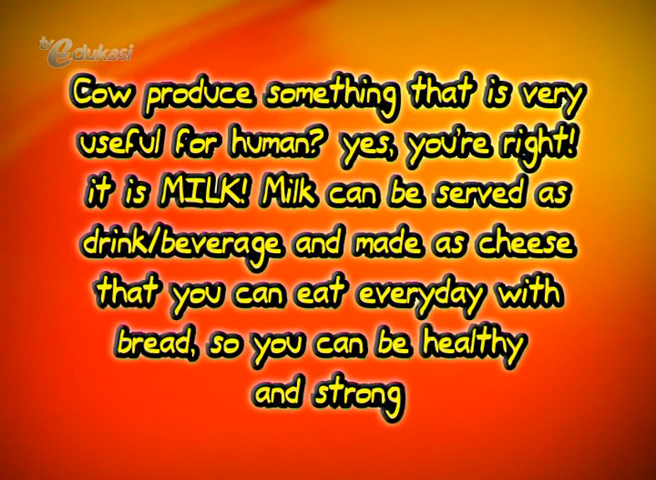 tv edukasi
Cow produce something that is very
useful for human? yes, you're right!
it is MILK! Milk can be served as
drink/beverage and made as cheese
that you can eat everyday with
bread, so you can be healthy
and strong